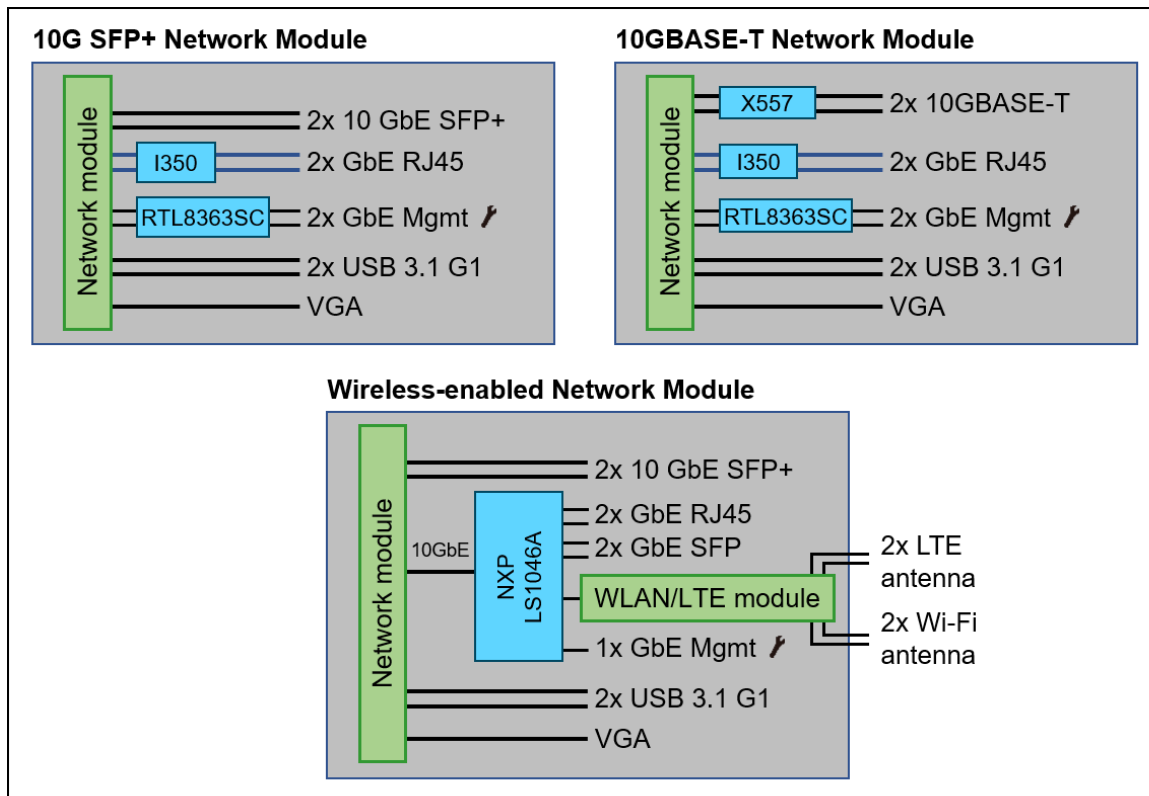 10G SFP+ Network Module
Network module
2x 10 GbE SFP+
I350
2x GbE RJ45
RTL8363SC
2x GbE Mgmt
2x USB 3.1 G1
VGA
10GBASE-T Network Module
Network module
X557
2x 10GBASE-T
I350
2x GbE RJ45
RTL8363SC
2x GbE Mgmt
2x USB 3.1 G1
VGA
Wireless-enabled Network Module
Network module
2x 10 GbE SFP+
10GbE
NXP
LS1046A
2x GbE RJ45
2x GbE SFP
WLAN/LTE module
1x GbE Mgmt
2x USB 3.1 G1
VGA
2x LTE
antenna
2x Wi-Fi
antenna